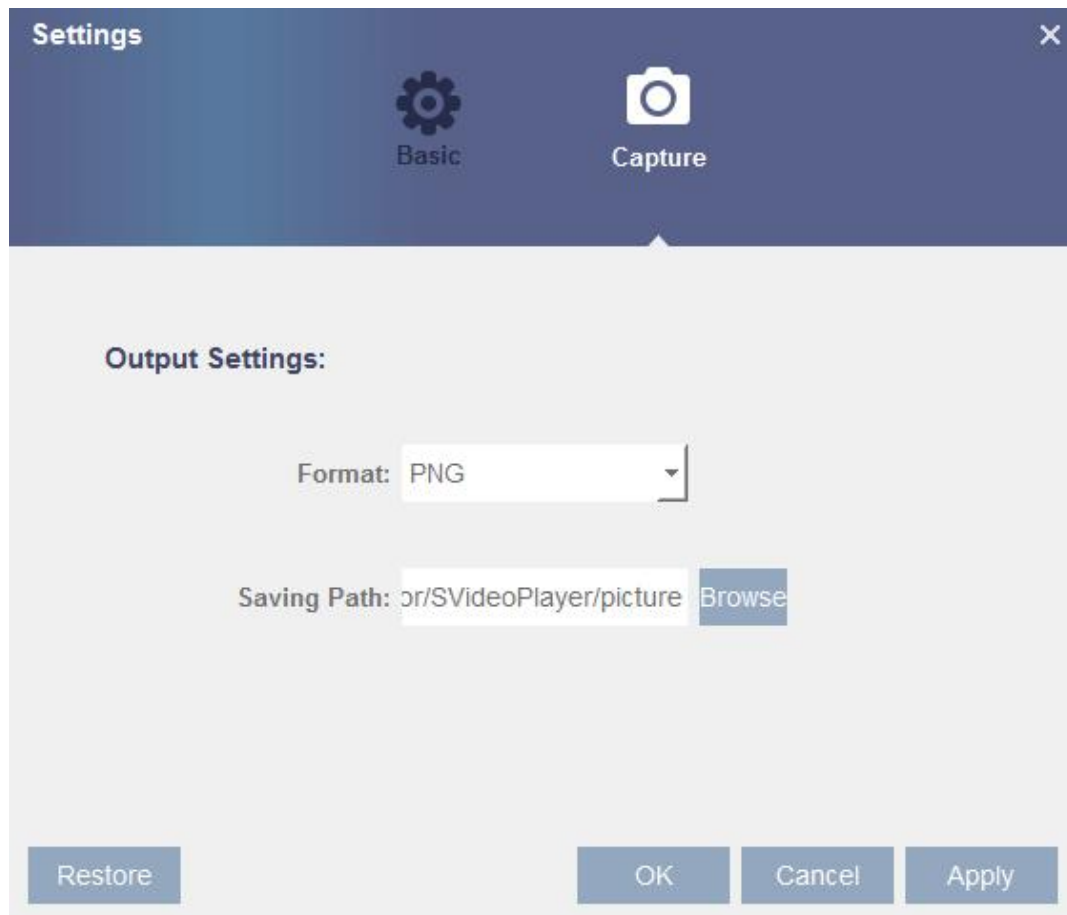 Settings
Basic
Capture
Output Settings:
Format: PNG
Saving Path: or/SVideoPlayer/picture Browse
Restore OK Cancel Apply